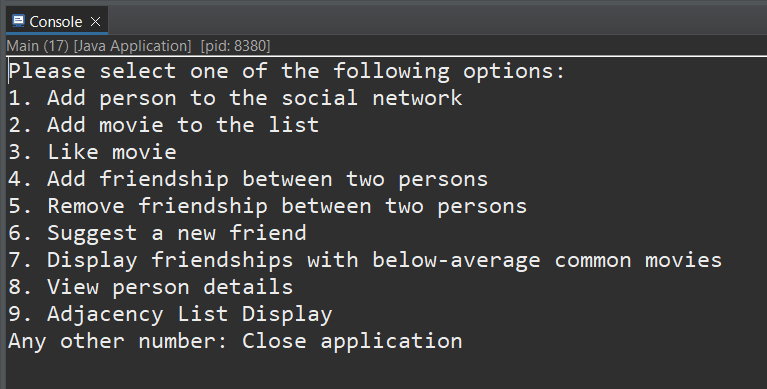 Console
Main (17) [Java Application] [pid: 8380]
Please select one of the following options:
1. Add person to the social network
2. Add movie to the list
3. Like movie
4. Add friendship between two persons
5. Remove friendship between two persons
6. Suggest a new friend
7. Display friendships with below-average common movies
8. View person details
9. Adjacency List Display
Any other number: Close application